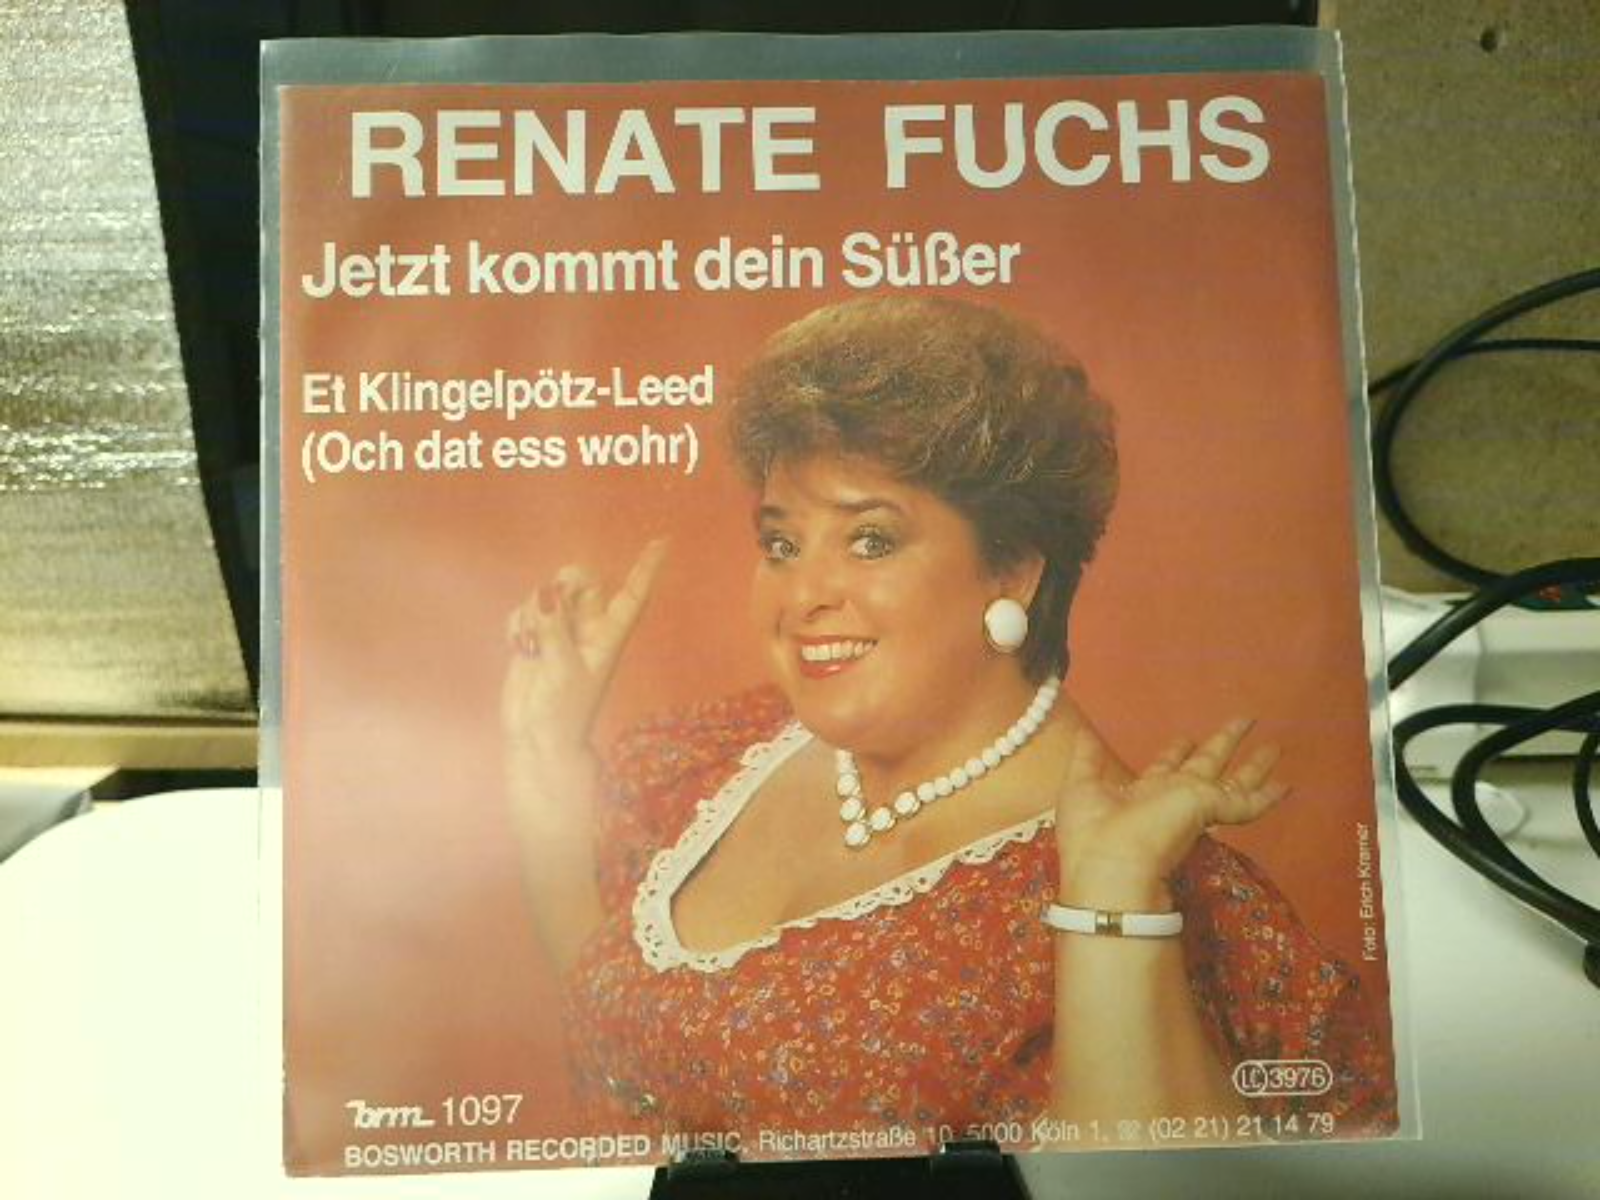 RENATE FUCHS
Jetzt kommt dein Süßer
Et Klingelpötz-Leed
(Och dat ess wohr)
Foto: Erich Kramer
LC 3976
brm 1097
BOSWORTH RECORDED MUSIC, Richartzstraße 10, 5000 Köln 1, ☏ (02 21) 21 14 79